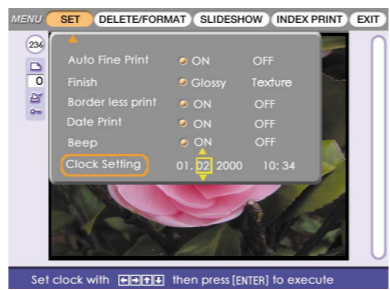 MENU SET DELETE/FORMAT SLIDESHOW INDEX PRINT EXIT
236
0
Auto Fine Print ON OFF
Finish Glossy Texture
Border less print ON OFF
Date Print ON OFF
Beep ON OFF
Clock Setting 01. 02 2000 10: 34
Set clock with ←→↑↓ then press [ENTER] to execute